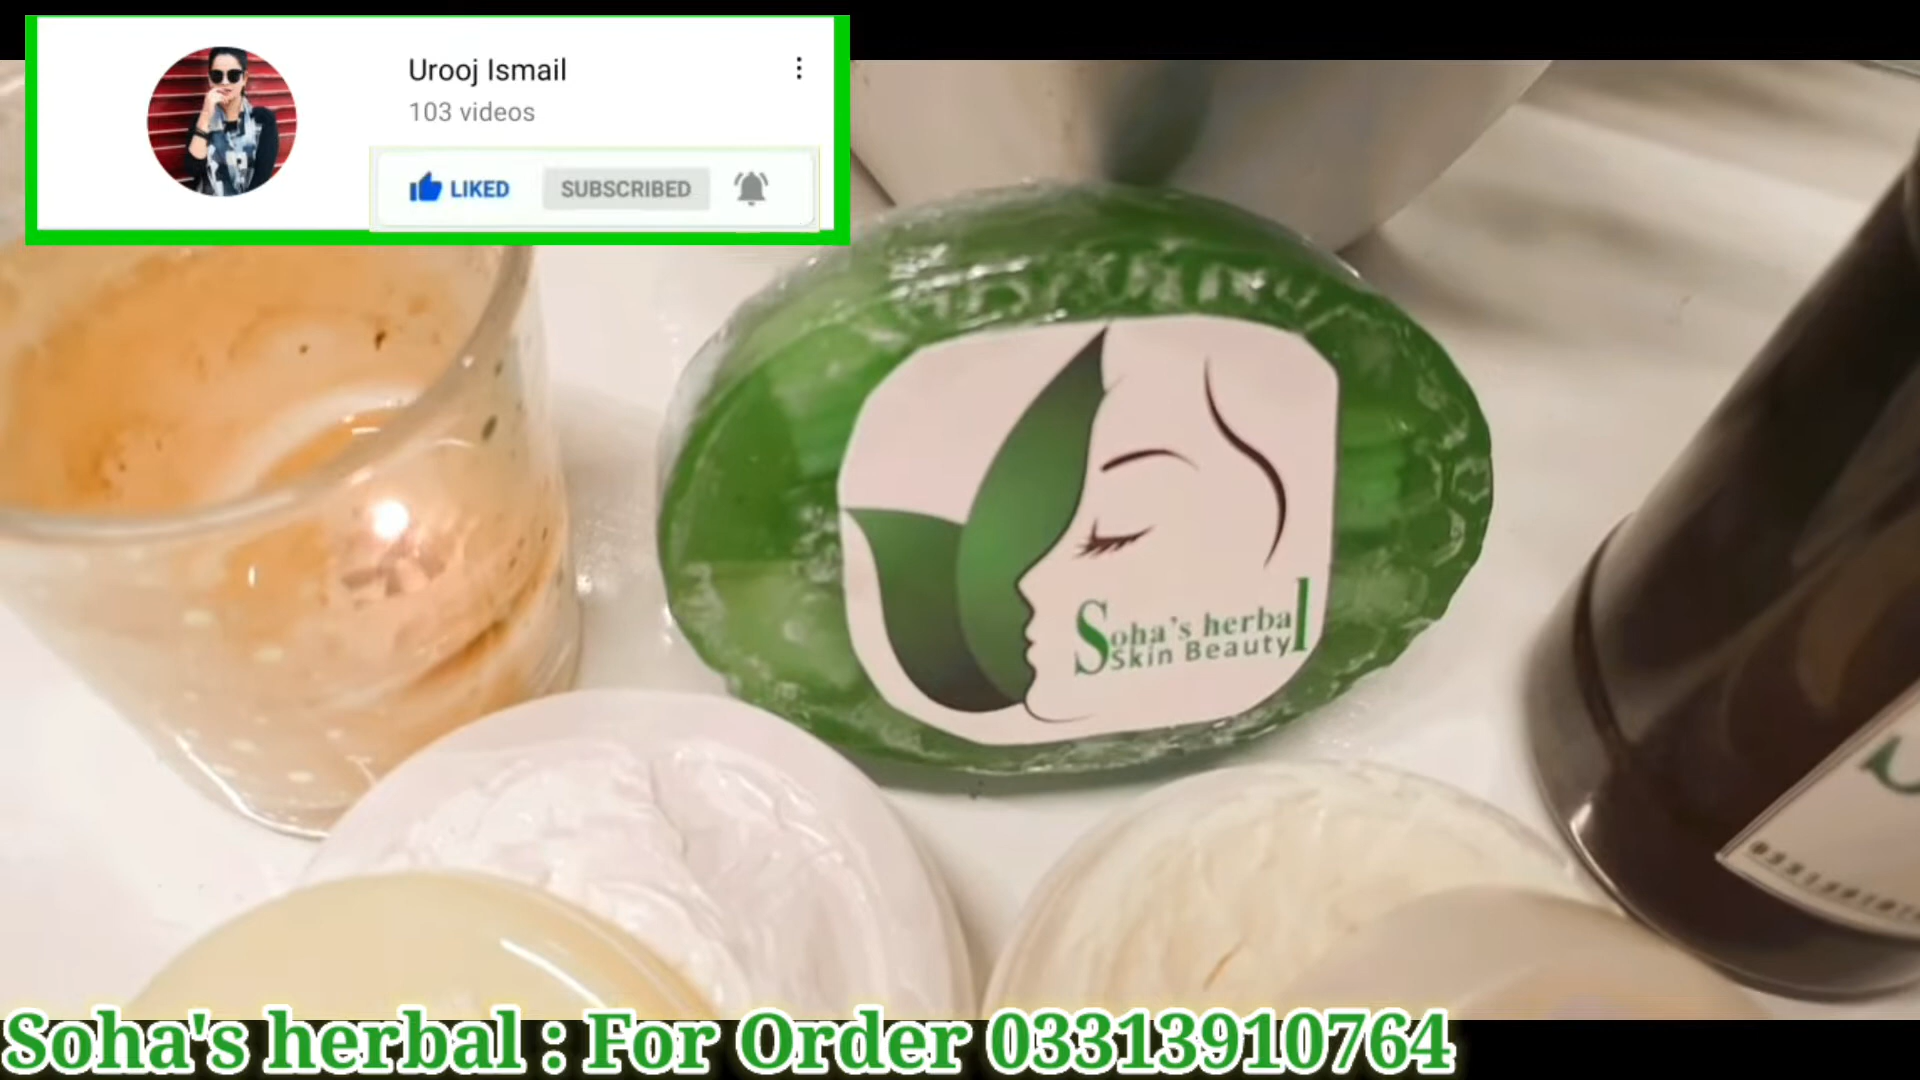 Urooj Ismail
103 videos
LIKED
SUBSCRIBED
Soha's herbal
Skin Beauty
Soha's herbal : For Order 03313910764